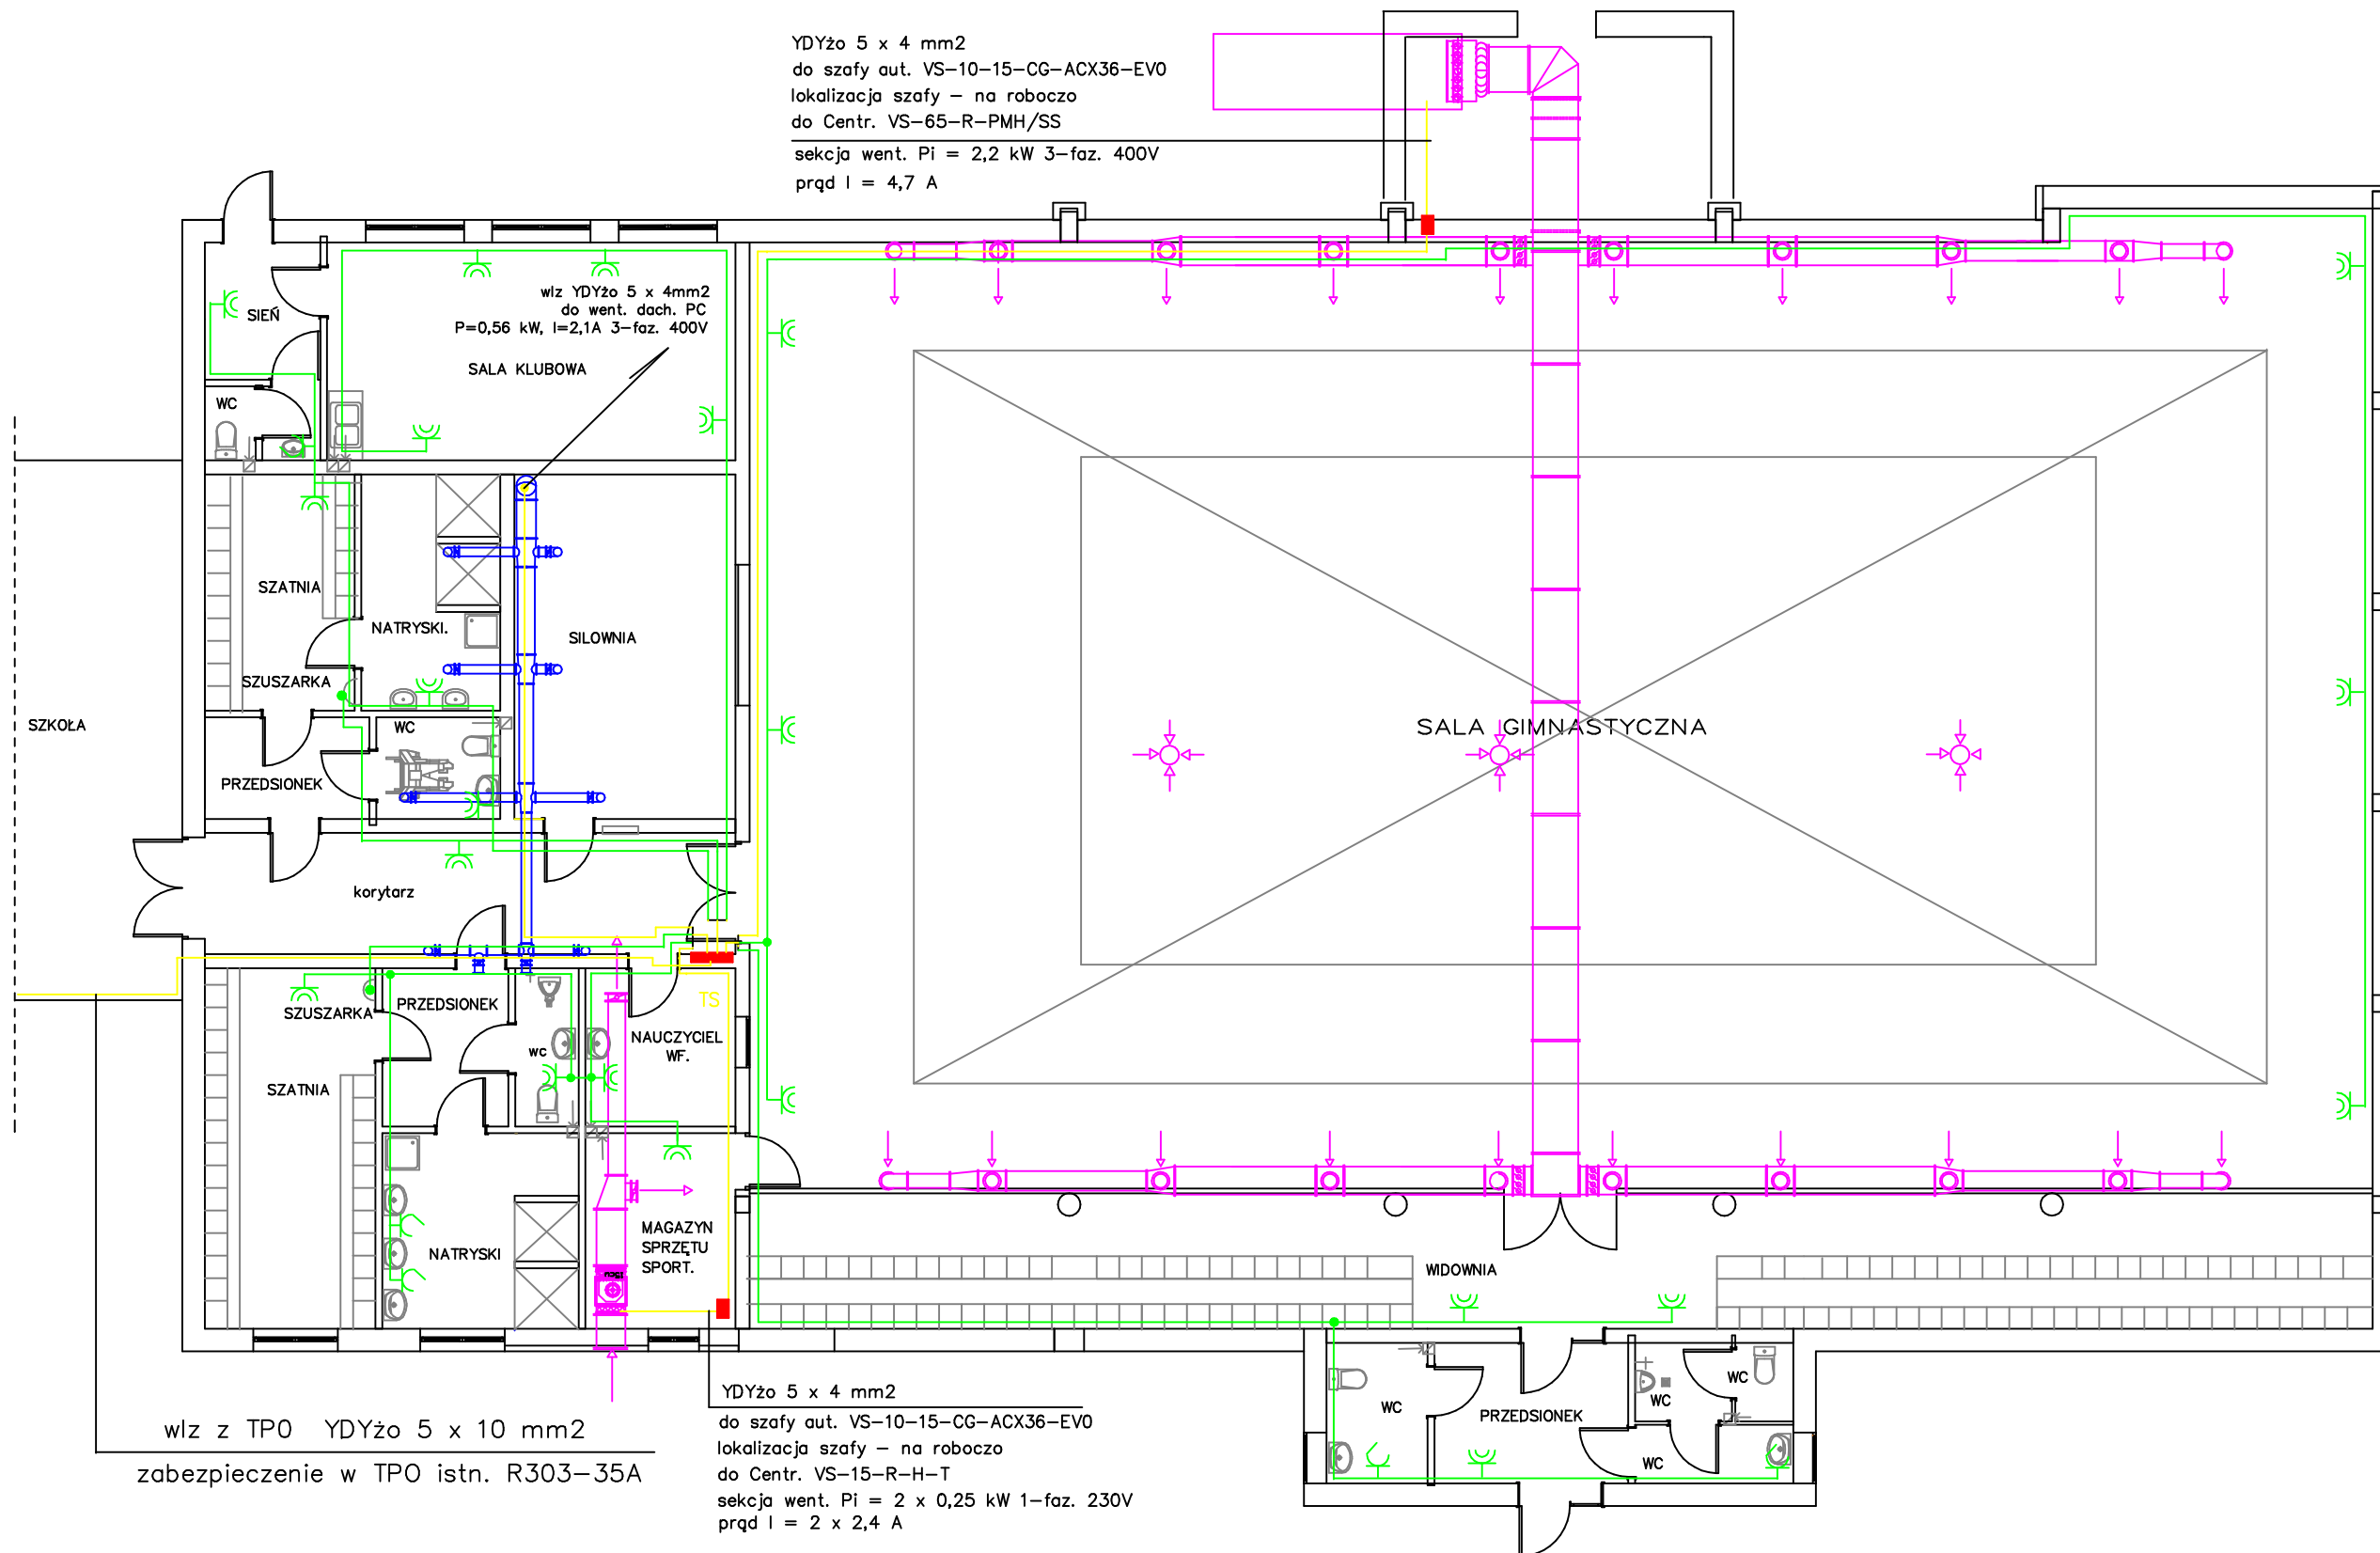 YDYżo 5 x 4 mm2
do szafy aut. VS-10-15-CG-ACX36-EV0
lokalizacja szafy - na roboczo
do Centr. VS-65-R-PMH/SS
sekcja went. Pi = 2,2 kW 3-faz. 400V
prąd I = 4,7 A
wlz YDYżo 5 x 4mm2
do went. dach. PC
P=0,56 kW, I=2,1A 3-faz. 400V
SIEŃ
SALA KLUBOWA
WC
SZATNIA
NATRYSKI.
SILOWNIA
SZUSZARKA
SZKOŁA
WC
PRZEDSIONEK
SALA GIMNASTYCZNA
korytarz
TS
PRZEDSIONEK
SZUSZARKA
NAUCZYCIEL
WF.
wc
SZATNIA
MAGAZYN
SPRZĘTU
SPORT.
NATRYSKI
WIDOWNIA
WC
PRZEDSIONEK
WC
WC
WC
YDYżo 5 x 4 mm2
do szafy aut. VS-10-15-CG-ACX36-EV0
lokalizacja szafy - na roboczo
do Centr. VS-15-R-H-T
sekcja went. Pi = 2 x 0,25 kW 1-faz. 230V
prąd I = 2 x 2,4 A
wlz z TPO YDYżo 5 x 10 mm2
zabezpieczenie w TPO istn. R303-35A